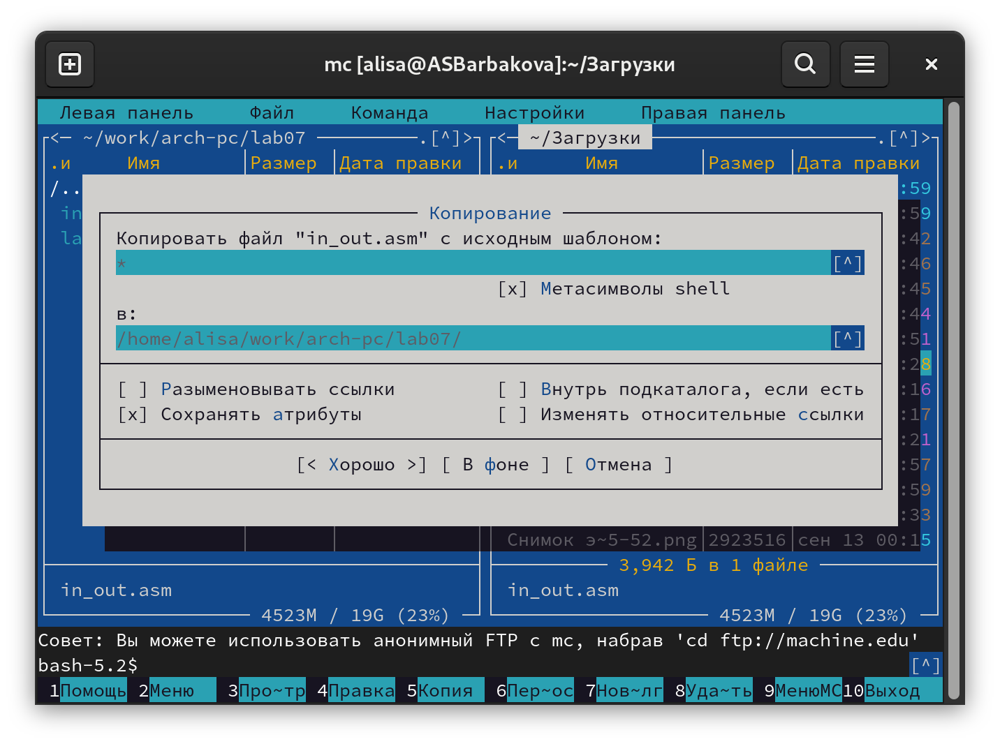 mc [alisa@ASBarbakova]:~/Загрузки
Левая панель Файл Команда Настройки Правая панель
<— ~/work/arch-pc/lab07 .[^]> <— ~/Загрузки .[^]>
.и Имя Размер Дата правки .и Имя Размер Дата правки
/.. :59
in :59
la :42
:46
:45
:44
:51
:28
:16
:17
:21
:57
:59
:33
Копирование
Копировать файл "in_out.asm" с исходным шаблоном:
* [^]
[x] Метасимволы shell
в:
/home/alisa/work/arch-pc/lab07/ [^]
[ ] Разыменовывать ссылки [ ] Внутрь подкаталога, если есть
[x] Сохранять атрибуты [ ] Изменять относительные ссылки
[< Хорошо >] [ В фоне ] [ Отмена ]
Снимок э~5-52.png 2923516 сен 13 00:15
3,942 Б в 1 файле
in_out.asm in_out.asm
4523M / 19G (23%) 4523M / 19G (23%)
Совет: Вы можете использовать анонимный FTP с mc, набрав 'cd ftp://machine.edu'
bash-5.2$ [^]
1Помощь 2Меню 3Про~тр 4Правка 5Копия 6Пер~ос 7Нов~лг 8Уда~ть 9МенюМС 10Выход